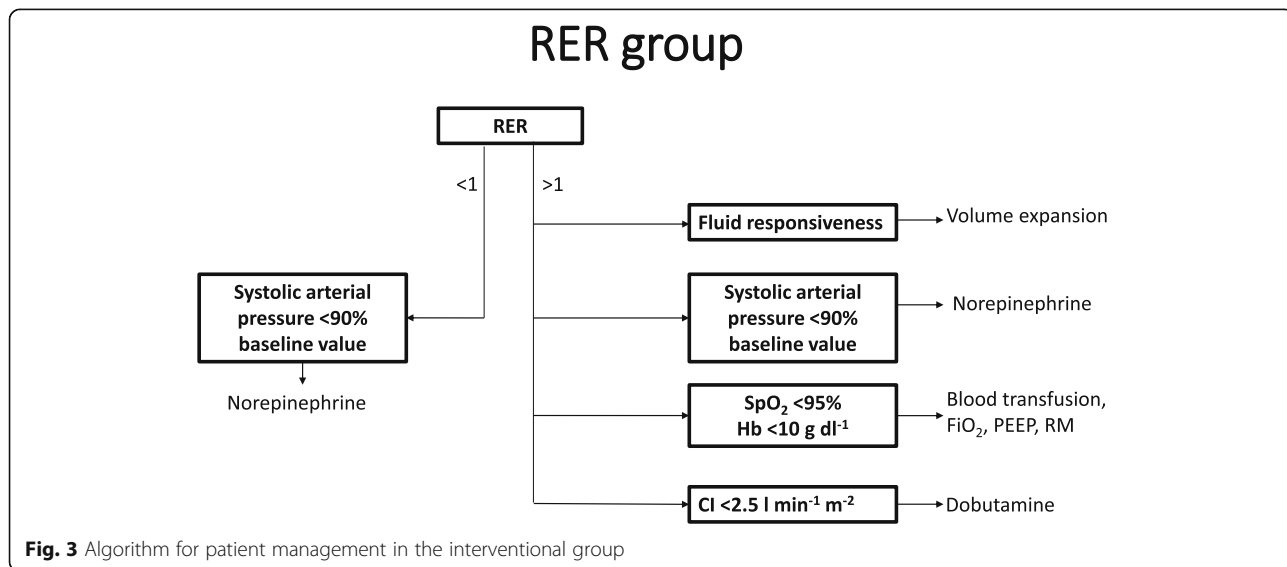 RER group
RER
<1
>1
Fluid responsiveness
Volume expansion
Systolic arterial
pressure <90%
baseline value
Norepinephrine
Systolic arterial
pressure <90%
baseline value
Norepinephrine
SpO₂ <95%
Hb <10 g dl⁻¹
Blood transfusion,
FiO₂, PEEP, RM
CI <2.5 l min⁻¹ m⁻²
Dobutamine
Fig. 3 Algorithm for patient management in the interventional group